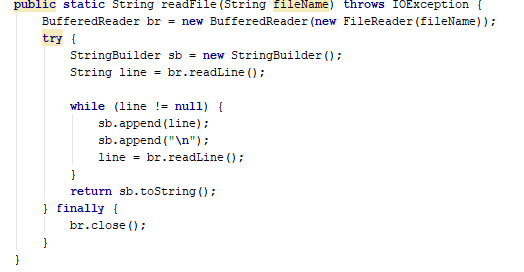 public static String readFile(String fileName) throws IOException {
    BufferedReader br = new BufferedReader(new FileReader(fileName));
    try {
        StringBuilder sb = new StringBuilder();
        String line = br.readLine();

        while (line != null) {
            sb.append(line);
            sb.append("\n");
            line = br.readLine();
        }
        return sb.toString();
    } finally {
        br.close();
    }
}